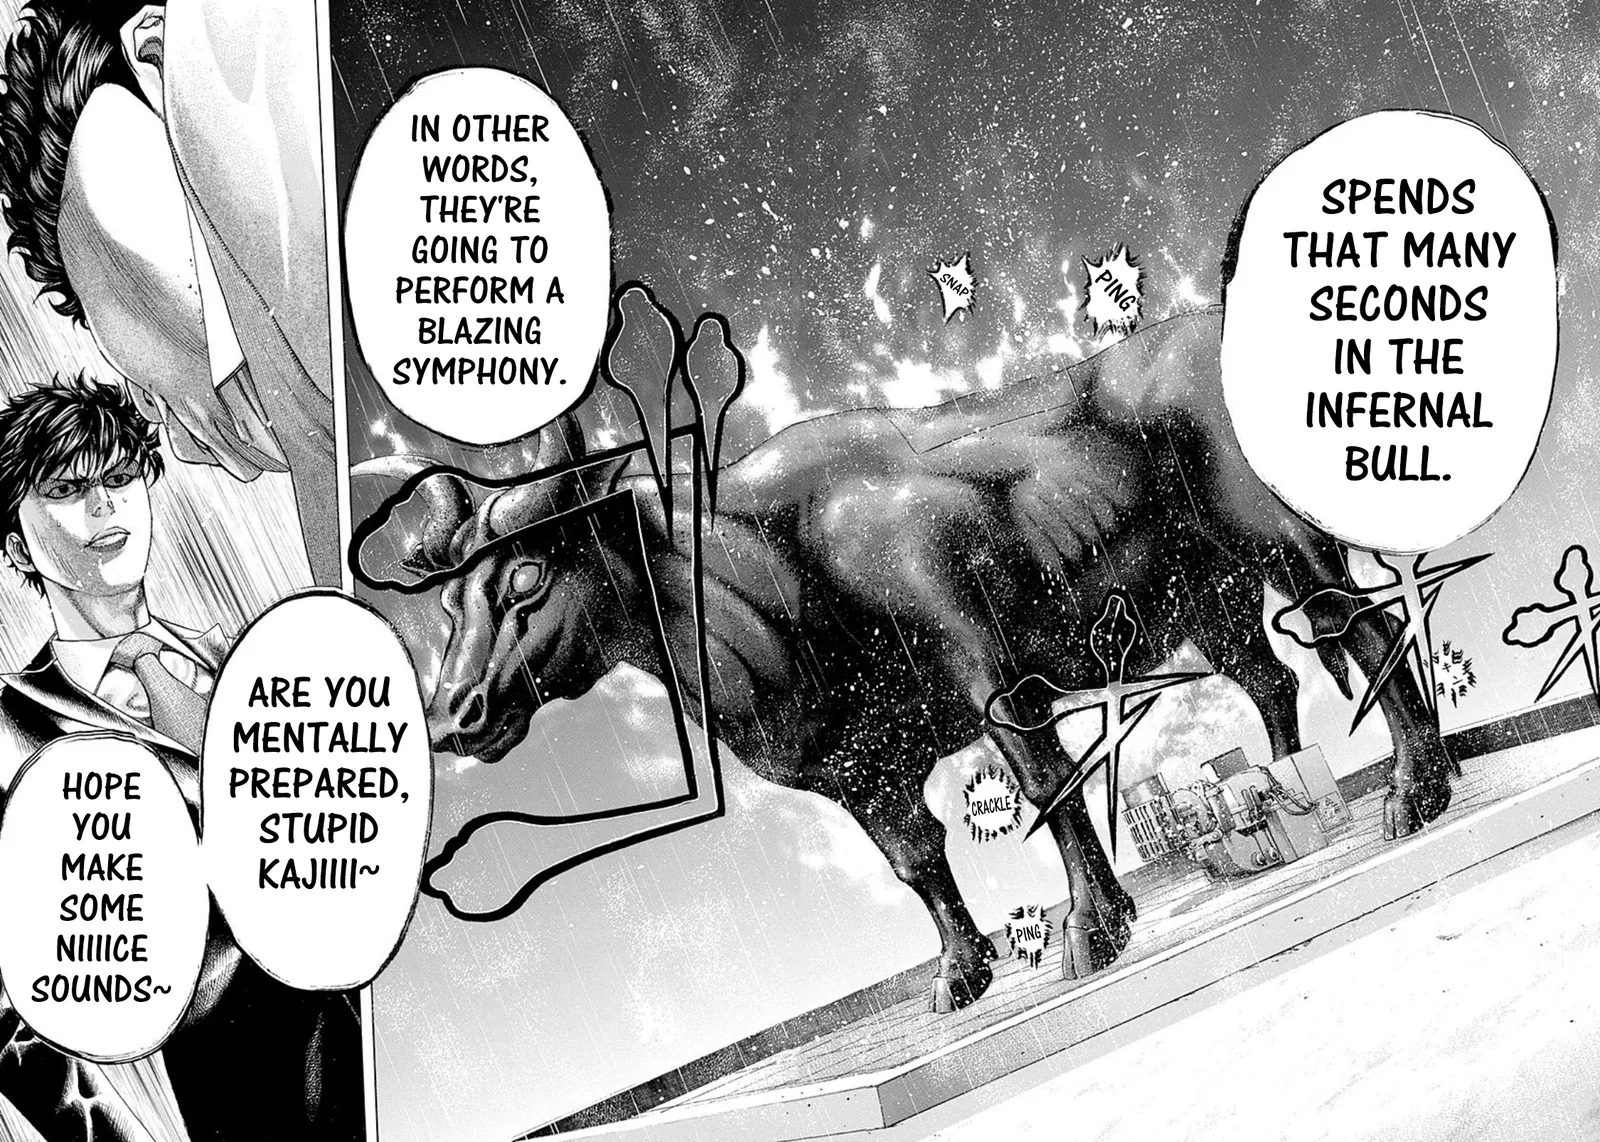 SPENDS
THAT MANY
SECONDS
IN THE
INFERNAL
BULL.
PING
SNAP
IN OTHER
WORDS,
THEY'RE
GOING TO
PERFORM A
BLAZING
SYMPHONY.
CRACKLE
PING
ARE YOU
MENTALLY
PREPARED,
STUPID
KAJIIII~
HOPE
YOU
MAKE
SOME
NIIIICE
SOUNDS~